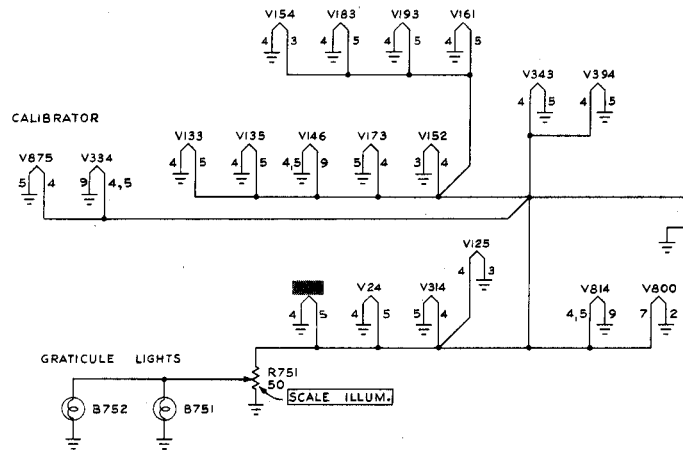 V154 V183 V193 V161
4 3 4 5 4 5 4 5
V343 V394
4 5 4 5
CALIBRATOR
V133 V135 V146 V173 V152
4 5 4 5 4,5 9 5 4 3 4
V875 V334
5 4 9 4,5
V125
4 3
V24 V314 V814 V800
4 5 4 5 5 4 4,5 9 7 2
GRATICULE LIGHTS
R751
50
SCALE ILLUM.
B752 B751